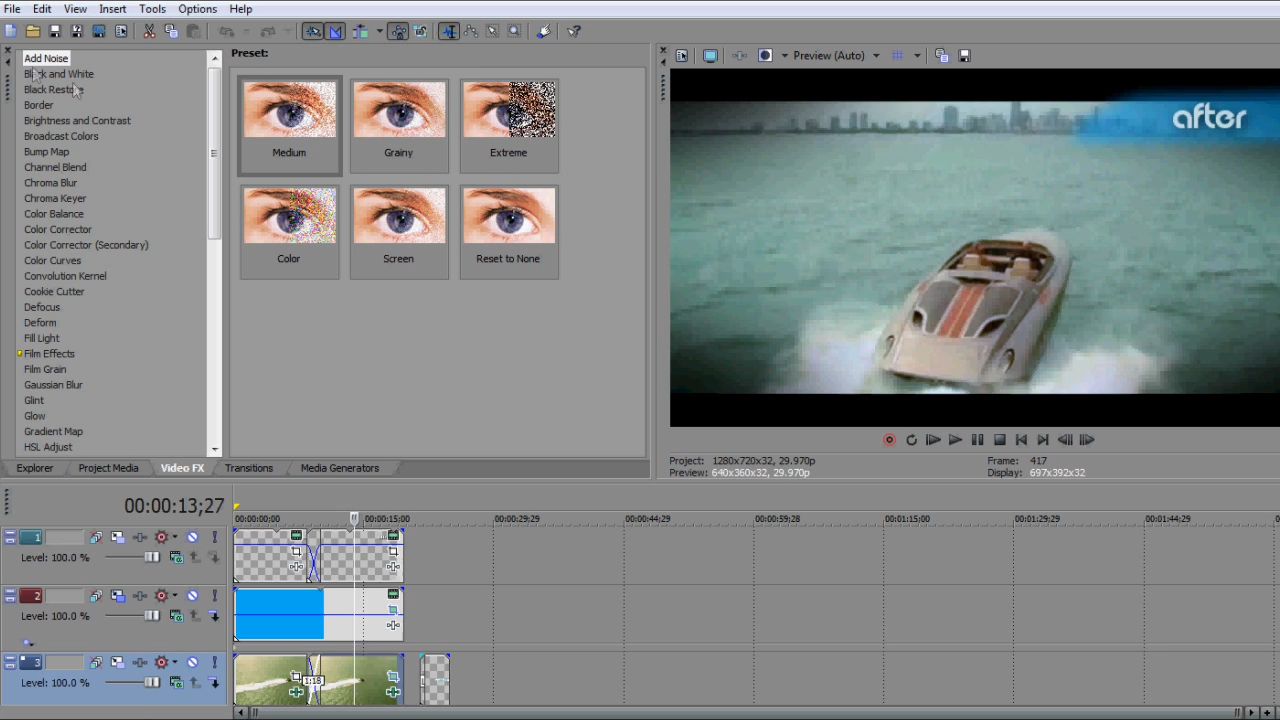 File Edit View Insert Tools Options Help
Preset:
Preview (Auto)
Add Noise
Black and White
Black Restore
Border
Brightness and Contrast
Broadcast Colors
Bump Map
Channel Blend
Chroma Blur
Chroma Keyer
Color Balance
Color Corrector
Color Corrector (Secondary)
Color Curves
Convolution Kernel
Cookie Cutter
Defocus
Deform
Fill Light
Film Effects
Film Grain
Gaussian Blur
Glint
Glow
Gradient Map
HSL Adjust
Medium Grainy Extreme
Color Screen Reset to None
after
Explorer Project Media Video FX Transitions Media Generators
Project: 1280x720x32, 29.970p Frame: 417
Preview: 640x360x32, 29.970p Display: 697x392x32
00:00:13;27
00:00:00;00 00:00:15;00 00:00:29;29 00:00:44;29 00:00:59;28 00:01:15;00 00:01:29;29 00:01:44;29
1
Level: 100.0 %
2
Level: 100.0 %
3
Level: 100.0 %
1:18